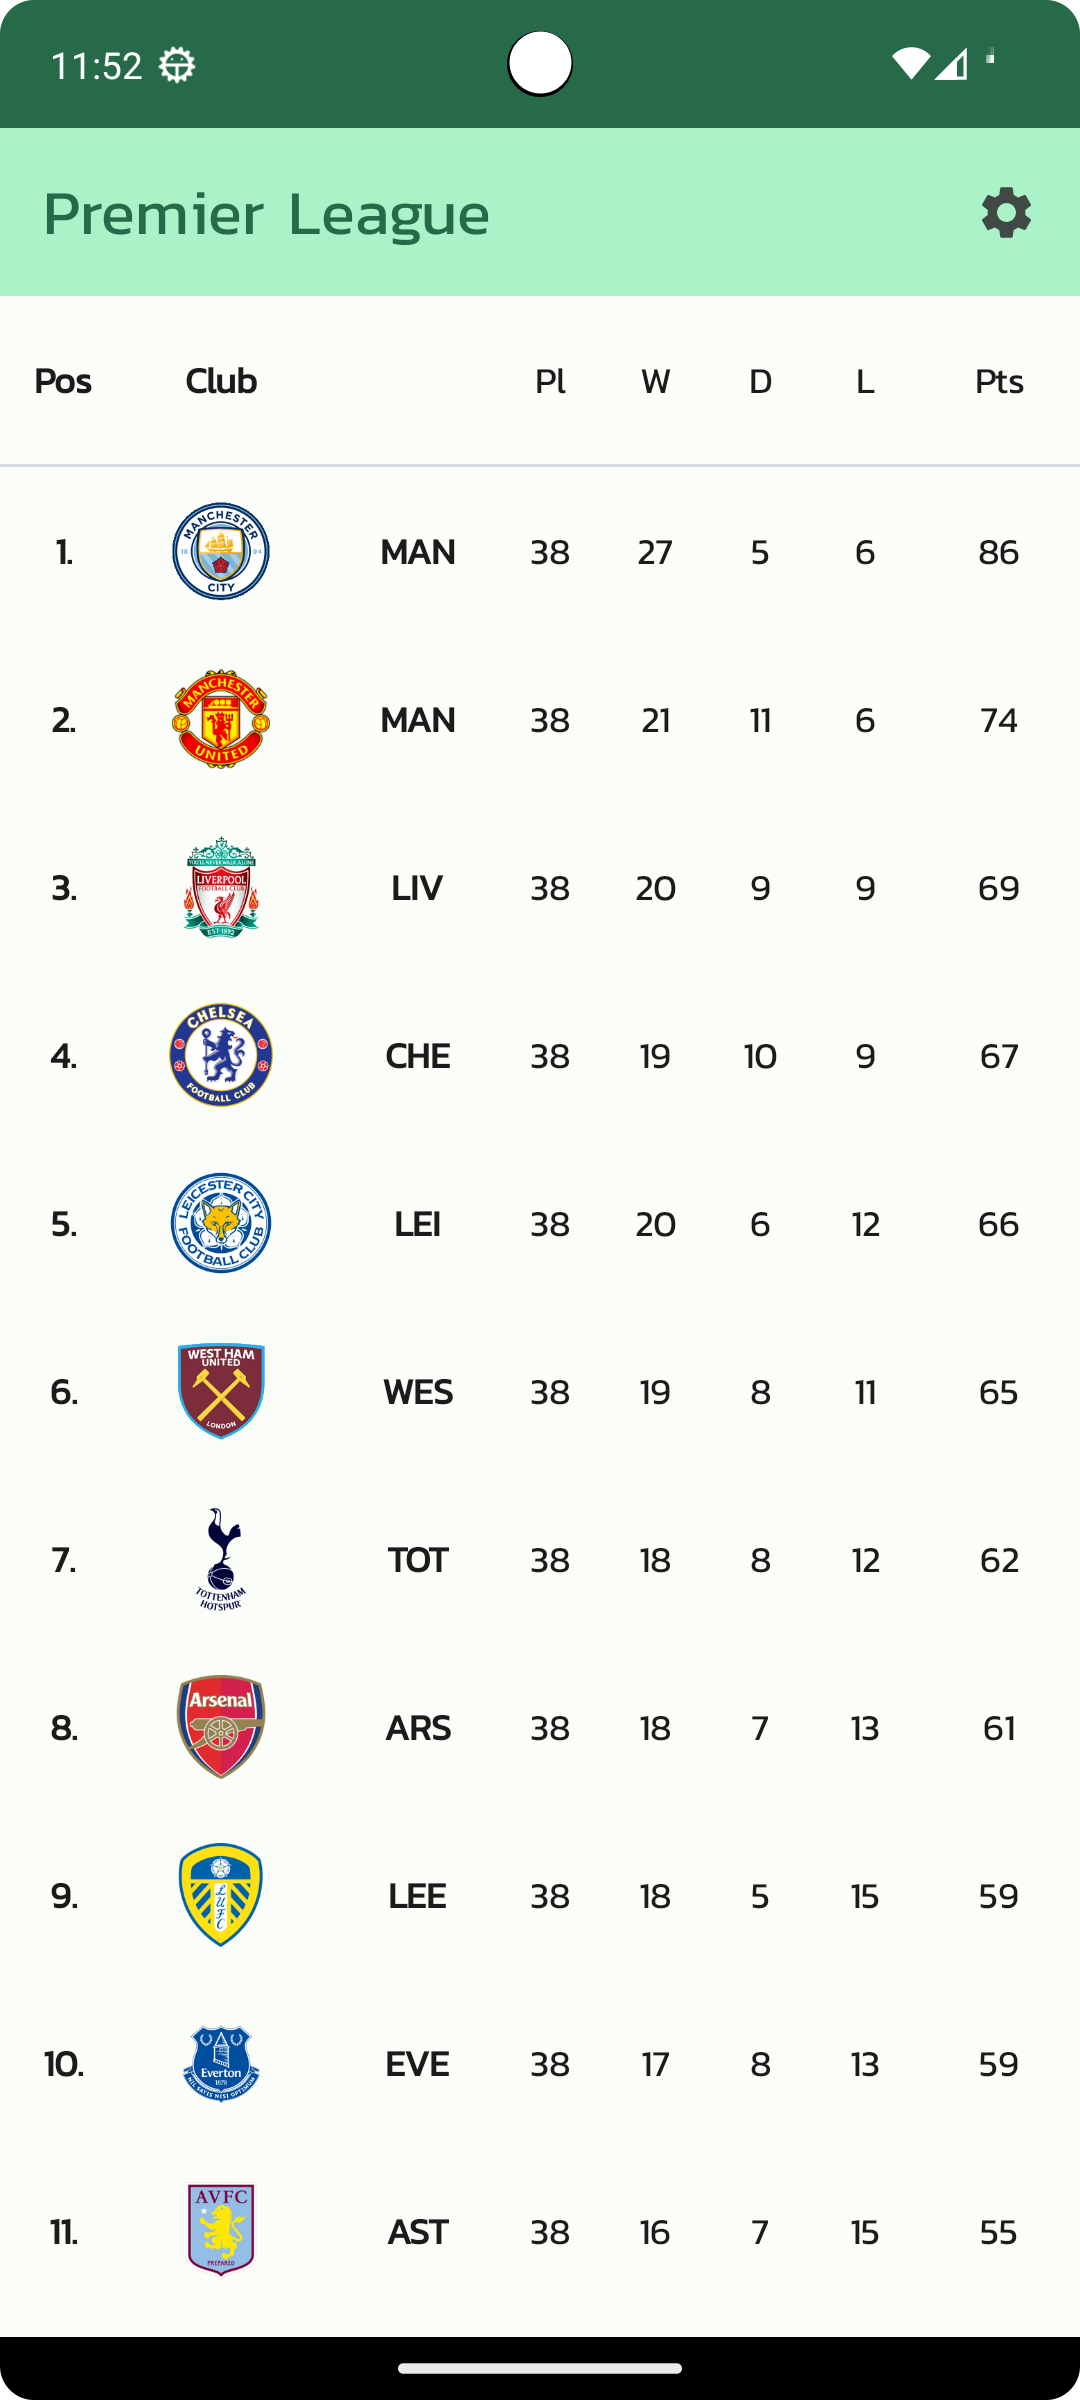 11:52
Premier League
Pos Club Pl W D L Pts
1. MANCHESTER CITY 18 94 MAN 38 27 5 6 86
2. MANCHESTER UNITED MAN 38 21 11 6 74
3. YOU'LL NEVER WALK ALONE LIVERPOOL FOOTBALL CLUB EST·1892 LIV 38 20 9 9 69
4. CHELSEA FOOTBALL CLUB CHE 38 19 10 9 67
5. LEICESTER CITY FOOTBALL CLUB LEI 38 20 6 12 66
6. WEST HAM UNITED LONDON WES 38 19 8 11 65
7. TOTTENHAM HOTSPUR TOT 38 18 8 12 62
8. Arsenal ARS 38 18 7 13 61
9. LUFC LEE 38 18 5 15 59
10. Everton 1878 NIL SATIS NISI OPTIMUM EVE 38 17 8 13 59
11. AVFC PREPARED AST 38 16 7 15 55